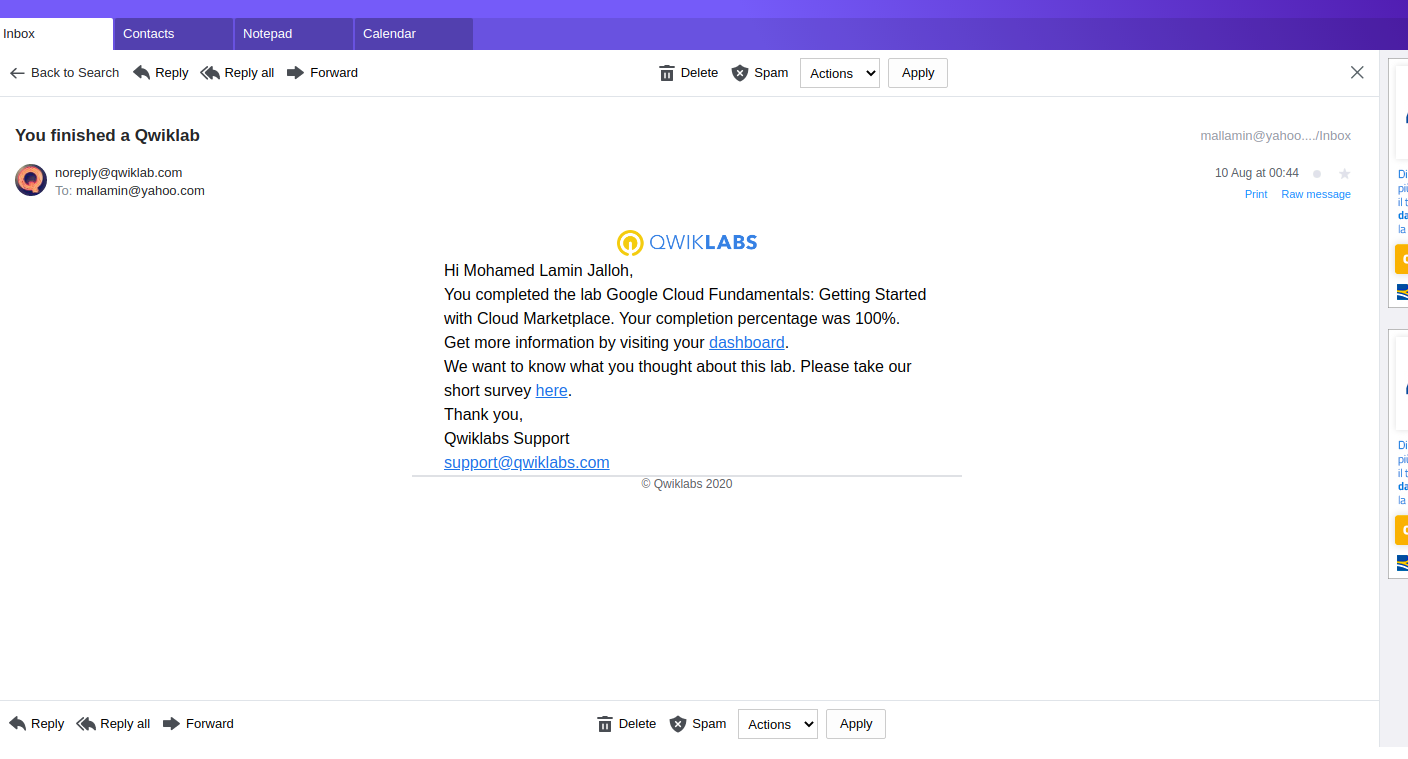 Inbox Contacts Notepad Calendar
Back to Search Reply Reply all Forward Delete Spam Actions Apply
You finished a Qwiklab mallamin@yahoo..../Inbox
noreply@qwiklab.com 10 Aug at 00:44
To: mallamin@yahoo.com Print Raw message
QWIKLABS
Hi Mohamed Lamin Jalloh,
You completed the lab Google Cloud Fundamentals: Getting Started
with Cloud Marketplace. Your completion percentage was 100%.
Get more information by visiting your dashboard.
We want to know what you thought about this lab. Please take our
short survey here.
Thank you,
Qwiklabs Support
support@qwiklabs.com
© Qwiklabs 2020
Reply Reply all Forward Delete Spam Actions Apply